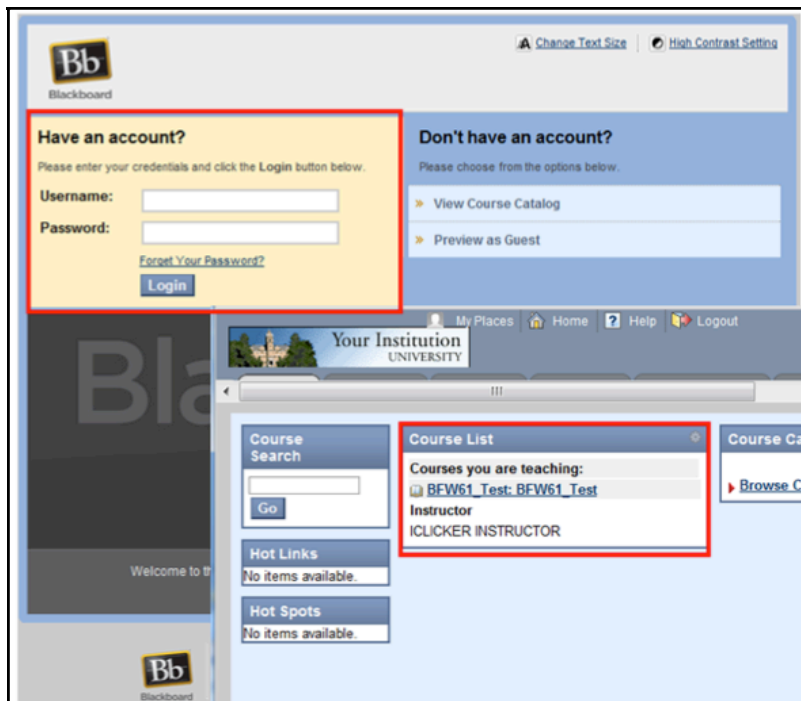 Bb
Blackboard
Change Text Size
High Contrast Setting
Have an account?
Please enter your credentials and click the Login button below.
Username:
Password:
Forget Your Password?
Login
Don't have an account?
Please choose from the options below.
» View Course Catalog
» Preview as Guest
My Places
Home
Help
Logout
Your Institution
UNIVERSITY
Course
Search
Go
Hot Links
No items available.
Hot Spots
No items available.
Course List
Courses you are teaching:
BFW61_Test: BFW61_Test
Instructor
ICLICKER INSTRUCTOR
Course
Browse
Welcome to
Bb
Blackboard